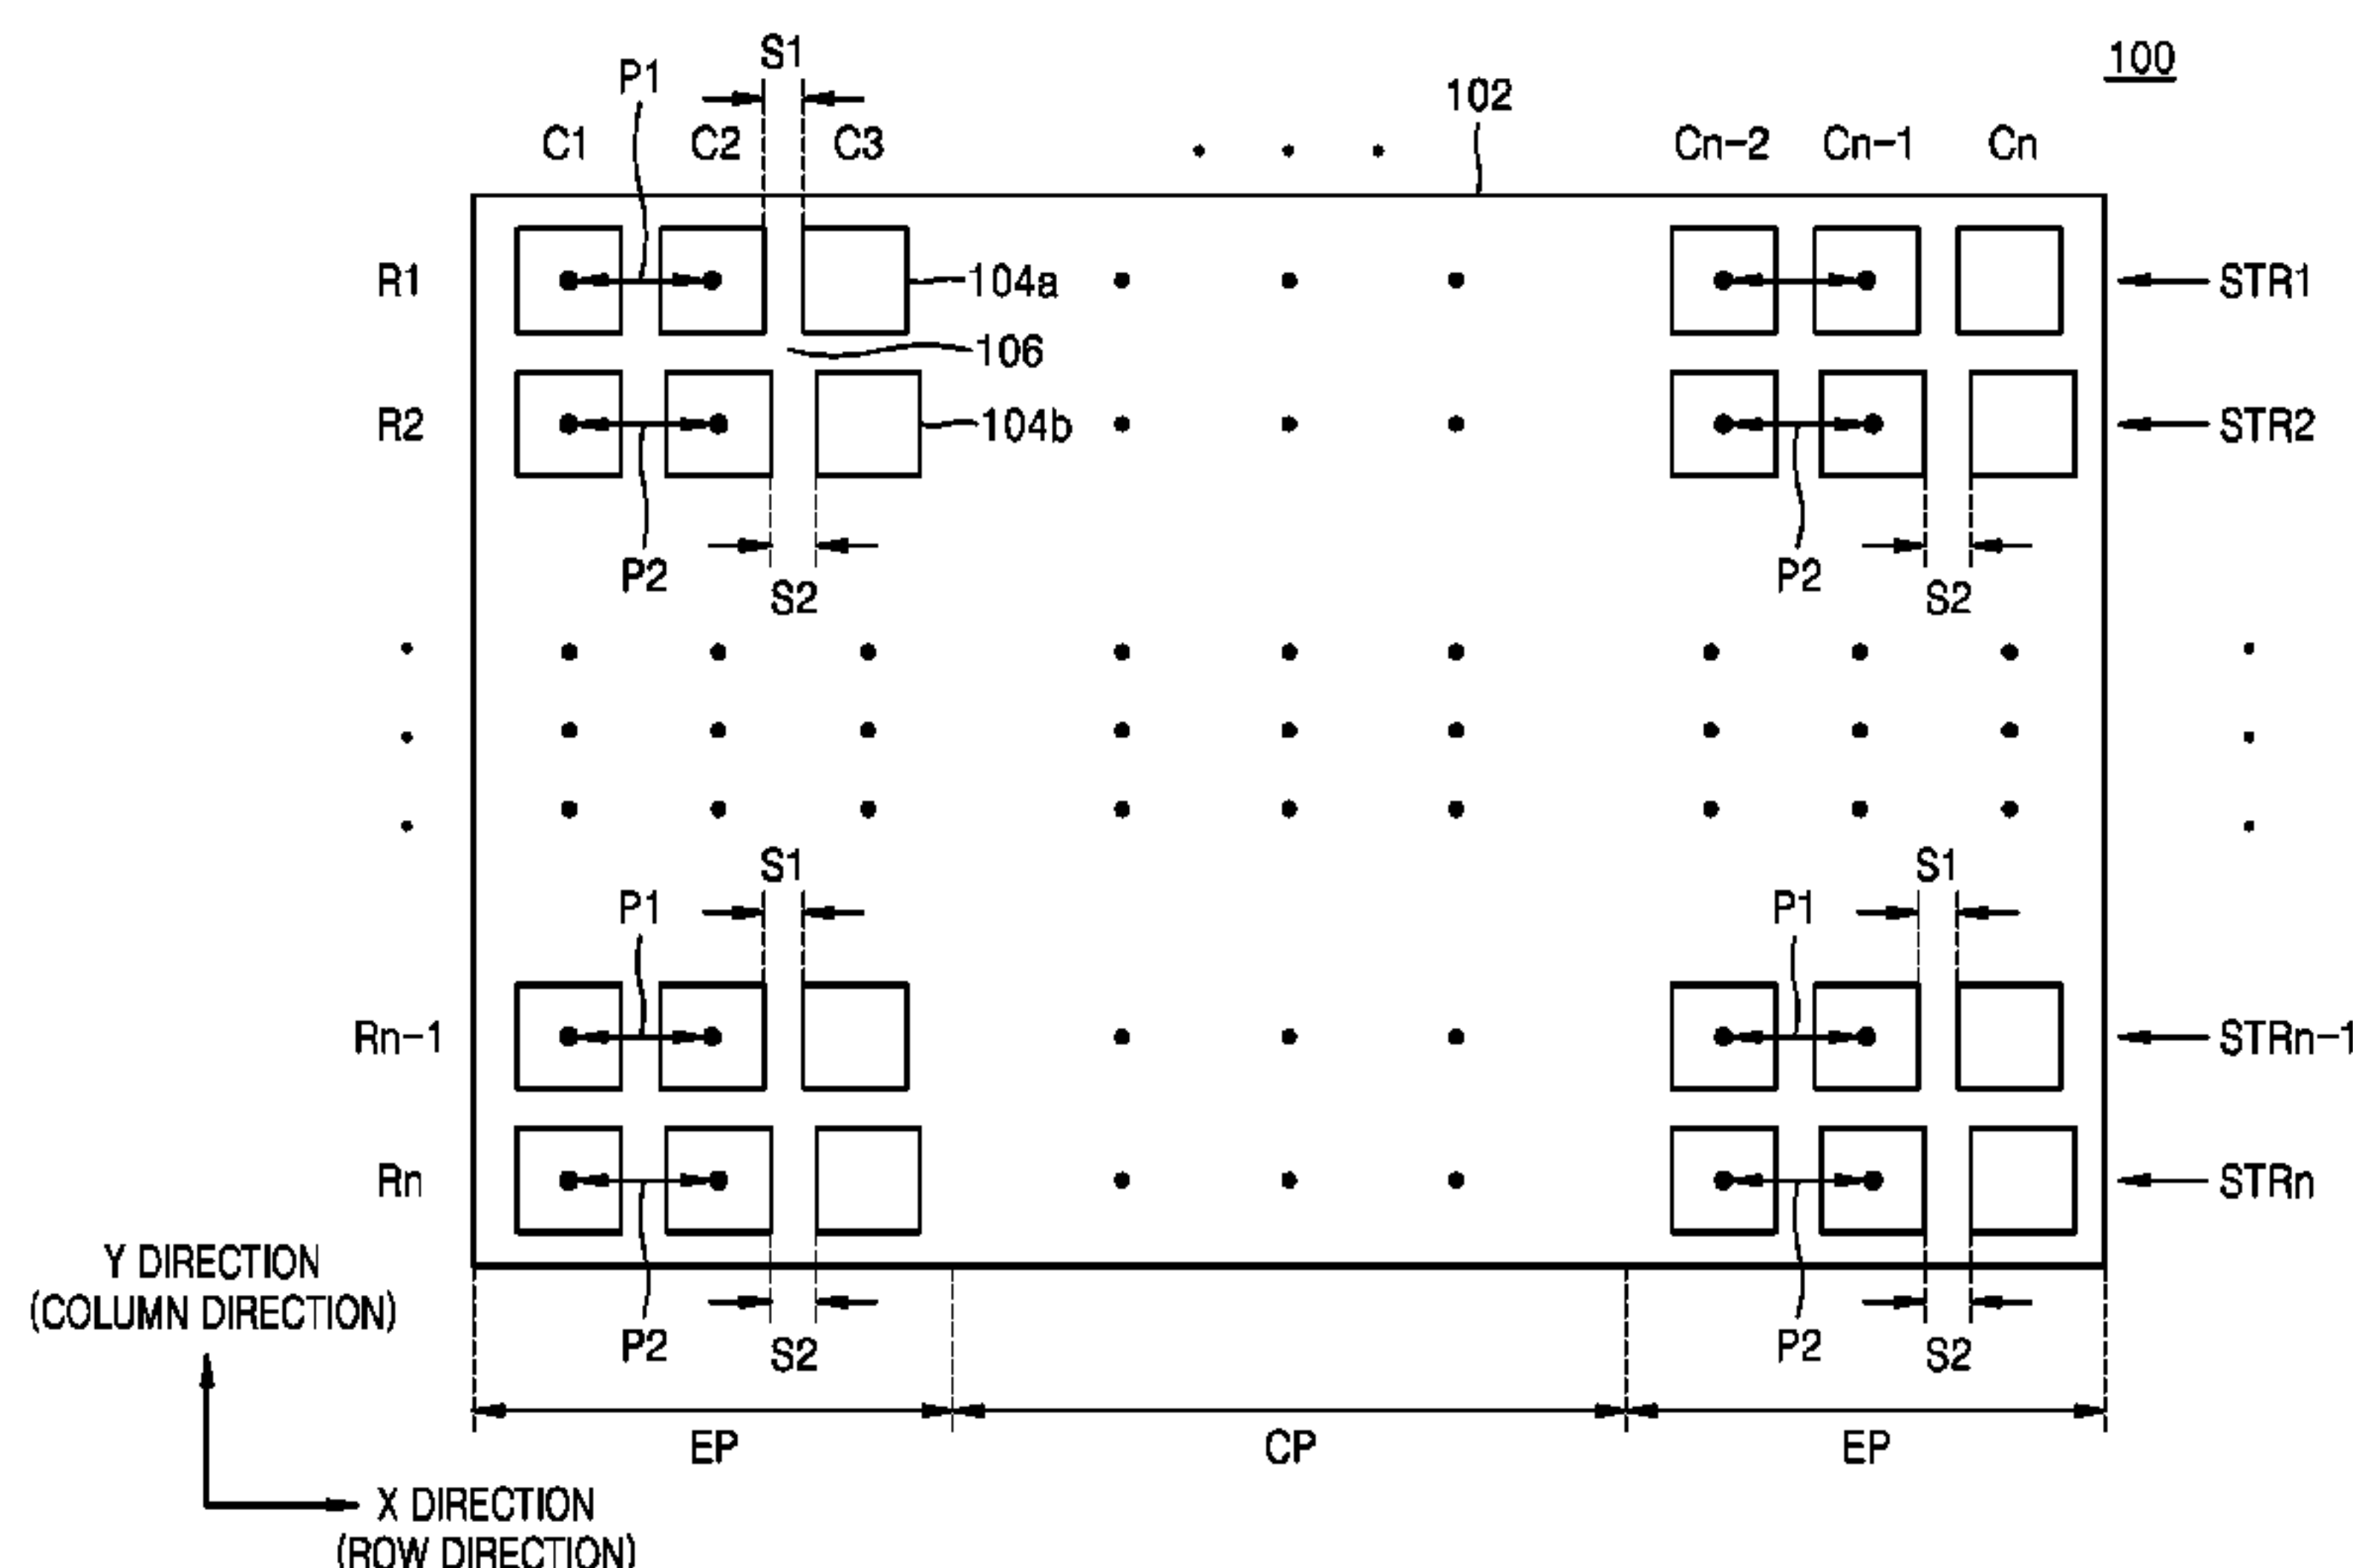 S1
100
P1
102
C1 C2 C3 Cn-2 Cn-1 Cn
R1 104a STR1
106
R2 104b STR2
P2 P2
S2 S2
S1 S1
P1 P1
Rn-1 STRn-1
Rn STRn
Y DIRECTION
(COLUMN DIRECTION)
P2 S2 P2 S2
EP CP EP
X DIRECTION
(ROW DIRECTION)